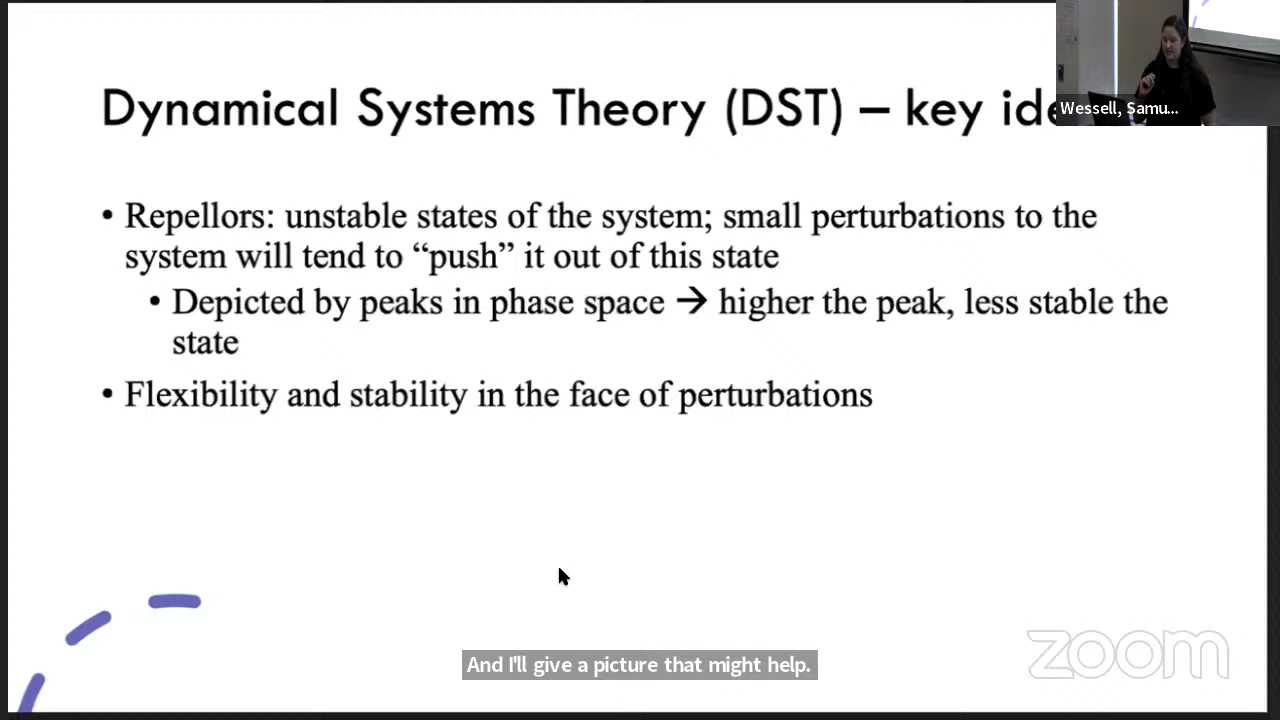 Dynamical Systems Theory (DST) – key ide
Wessell, Samu...
• Repellors: unstable states of the system; small perturbations to the
system will tend to “push” it out of this state
• Depicted by peaks in phase space → higher the peak, less stable the
state
• Flexibility and stability in the face of perturbations
And I'll give a picture that might help.
zoom